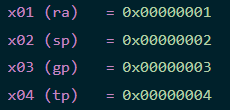 x01 (ra)   = 0x00000001
x02 (sp)   = 0x00000002
x03 (gp)   = 0x00000003
x04 (tp)   = 0x00000004